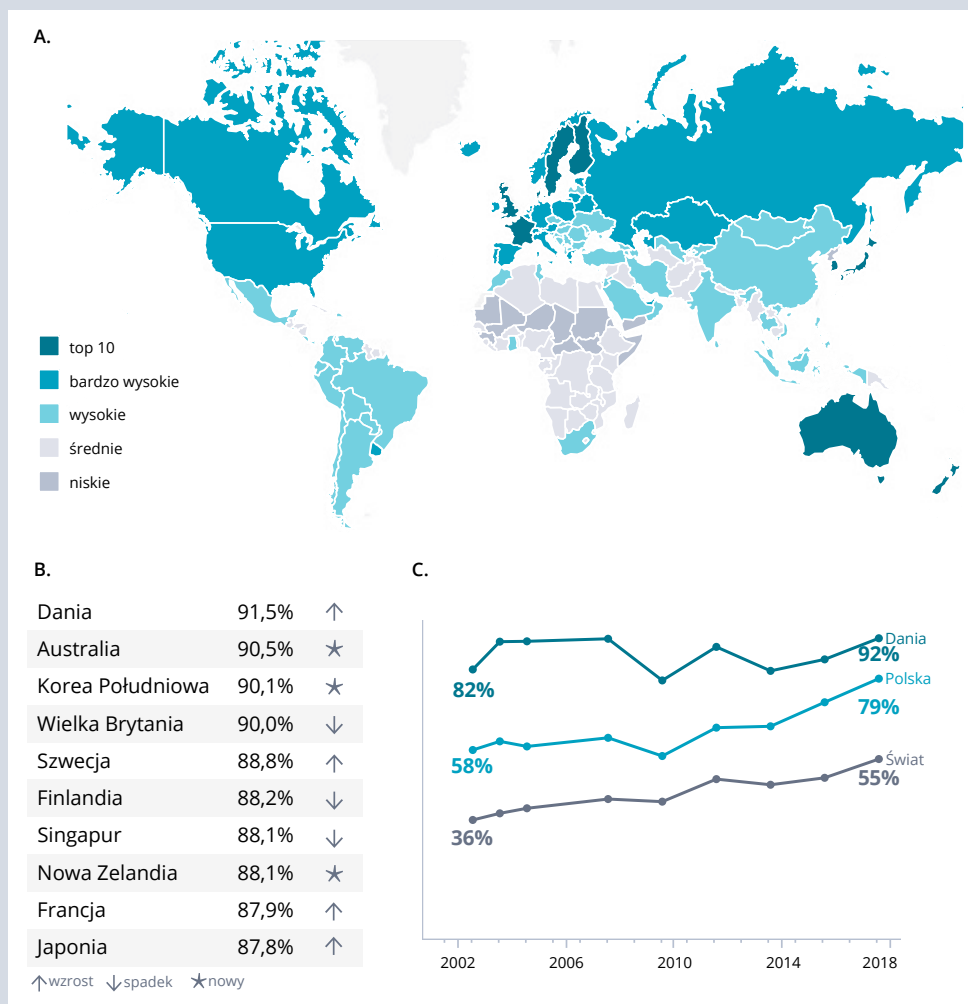 A.
top 10
bardzo wysokie
wysokie
średnie
niskie
B.
Dania 91,5% ↑
Australia 90,5% ★
Korea Południowa 90,1% ★
Wielka Brytania 90,0% ↓
Szwecja 88,8% ↑
Finlandia 88,2% ↓
Singapur 88,1% ↓
Nowa Zelandia 88,1% ★
Francja 87,9% ↑
Japonia 87,8% ↑
↑wzrost ↓spadek ★nowy
C.
Dania
92%
82%
Polska
79%
58%
Świat
55%
36%
2002 2006 2010 2014 2018